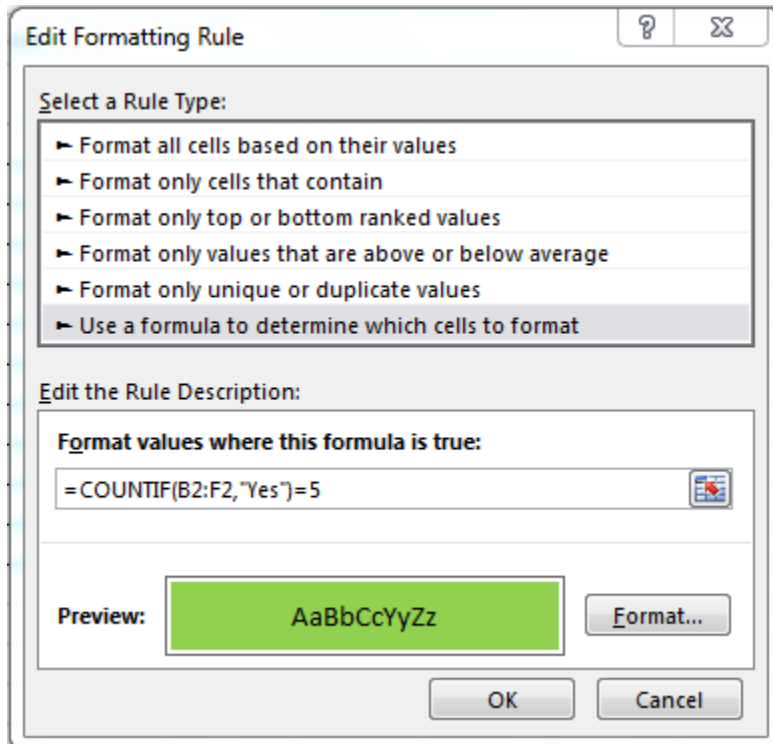 Edit Formatting Rule
Select a Rule Type:
► Format all cells based on their values
► Format only cells that contain
► Format only top or bottom ranked values
► Format only values that are above or below average
► Format only unique or duplicate values
► Use a formula to determine which cells to format
Edit the Rule Description:
Format values where this formula is true:
=COUNTIF(B2:F2,"Yes")=5
Preview: AaBbCcYyZz Format...
OK Cancel